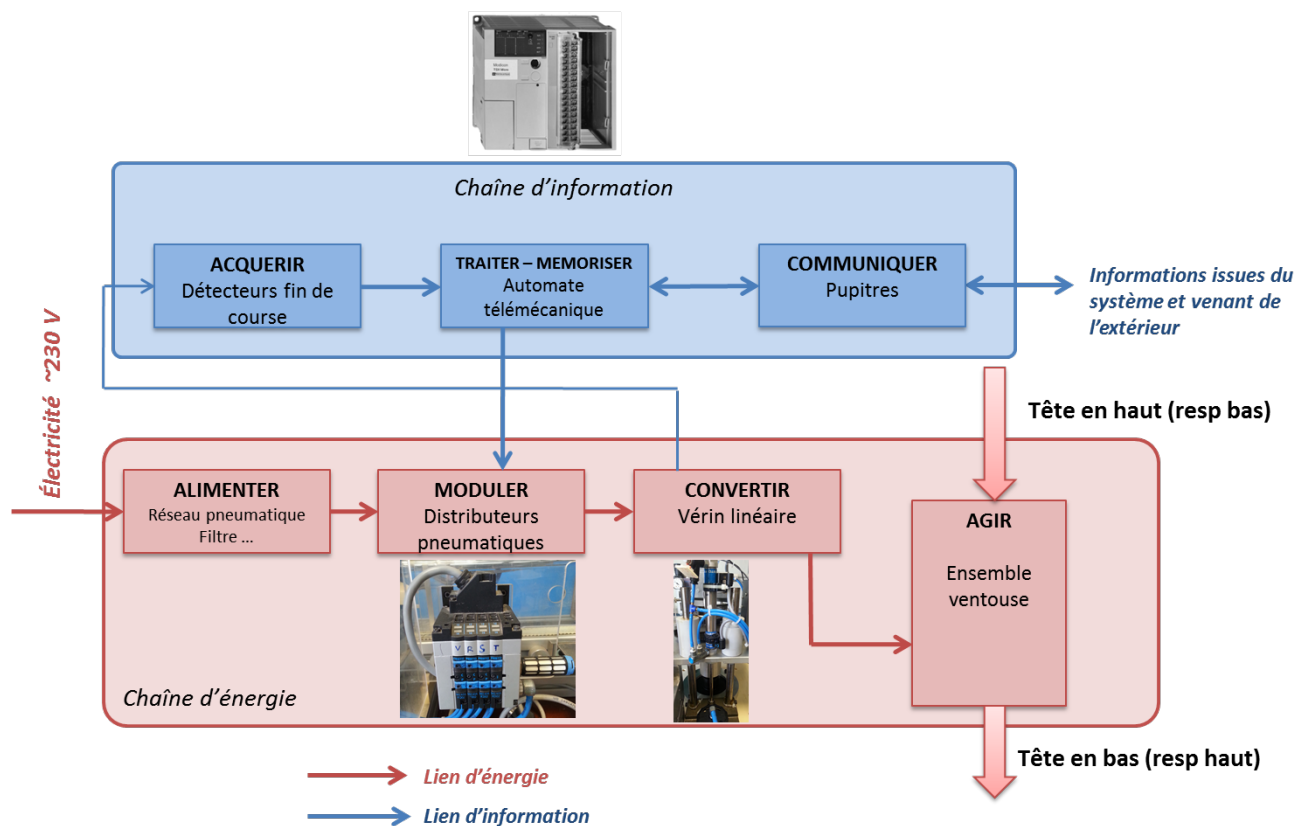 Chaîne d’information
ACQUERIR
Détecteurs fin de
course
TRAITER – MEMORISER
Automate
télémécanique
COMMUNIQUER
Pupitres
Informations issues du
système et venant de
l’extérieur
Électricité ~230 V
Tête en haut (resp bas)
ALIMENTER
Réseau pneumatique
Filtre ...
MODULER
Distributeurs
pneumatiques
CONVERTIR
Vérin linéaire
AGIR
Ensemble
ventouse
V R S T
Chaîne d’énergie
Tête en bas (resp haut)
Lien d’énergie
Lien d’information